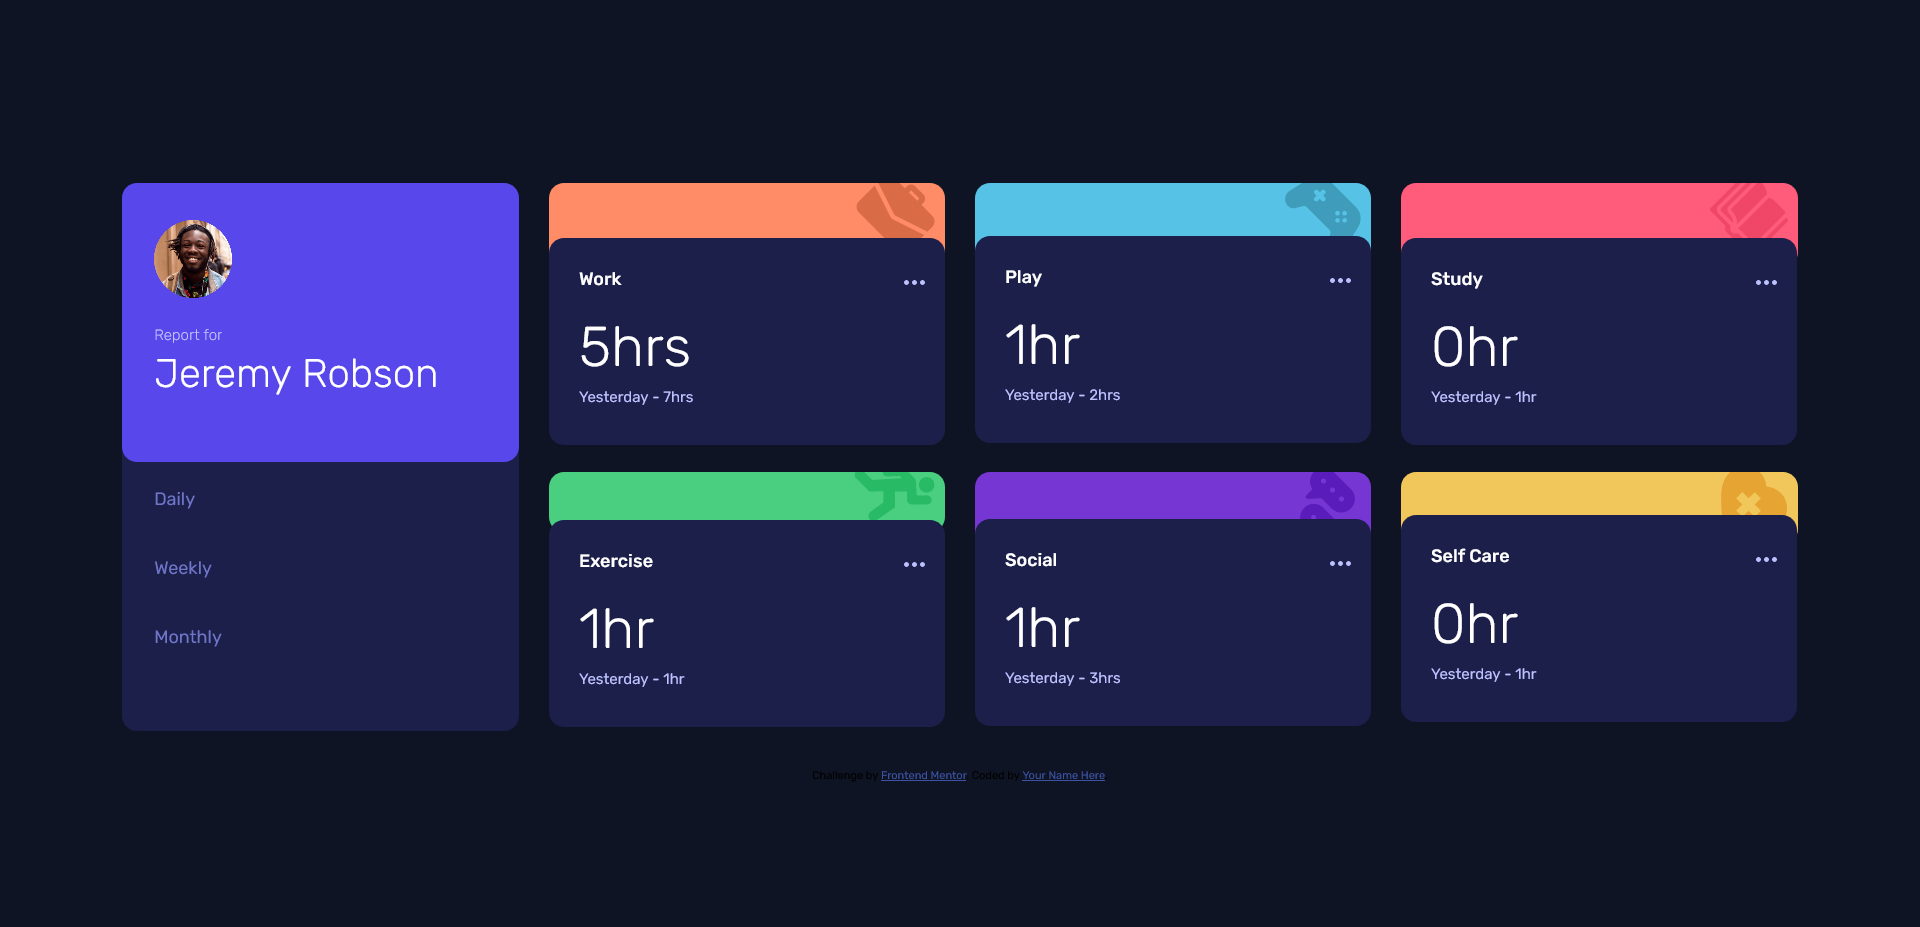 Report for
Jeremy Robson
Daily
Weekly
Monthly
Work
5hrs
Yesterday - 7hrs
Play
1hr
Yesterday - 2hrs
Study
0hr
Yesterday - 1hr
Exercise
1hr
Yesterday - 1hr
Social
1hr
Yesterday - 3hrs
Self Care
0hr
Yesterday - 1hr
Challenge by Frontend Mentor. Coded by Your Name Here.